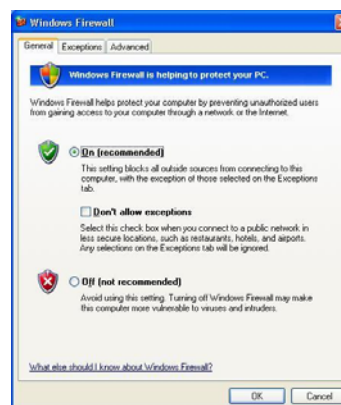 Windows Firewall
General Exceptions Advanced
Windows Firewall is helping to protect your PC.
Windows Firewall helps protect your computer by preventing unauthorized users
from gaining access to your computer through a network or the Internet.
On (recommended)
This setting blocks all outside sources from connecting to this
computer, with the exception of those selected on the Exceptions
tab.
Don't allow exceptions
Select this check box when you connect to a public network in
less secure locations, such as restaurants, hotels, and airports.
Any selections on the Exceptions tab will be ignored.
Off (not recommended)
Avoid using this setting. Turning off Windows Firewall may make
this computer more vulnerable to viruses and intruders.
What else should I know about Windows Firewall?
OK Cancel